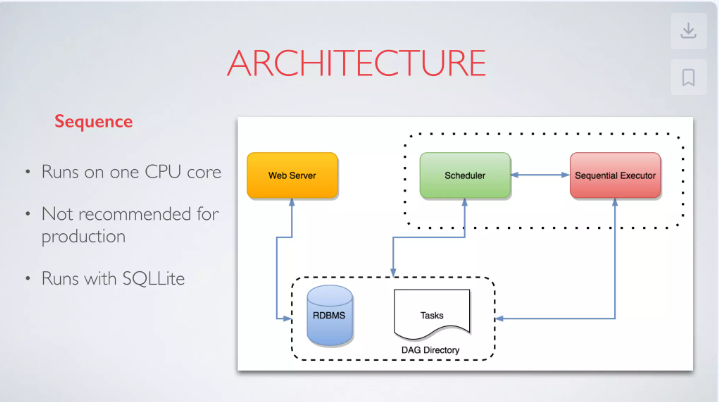 ARCHITECTURE
Sequence
• Runs on one CPU core
• Not recommended for
production
• Runs with SQLLite
Web Server
Scheduler
Sequential Executor
RDBMS
Tasks
DAG Directory